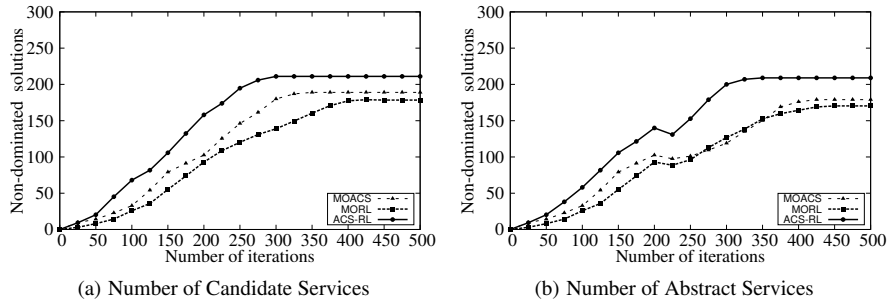 300
250
200
150
100
50
0
Non-dominated solutions
0 50 100 150 200 250 300 350 400 450 500
Number of iterations
MOACS
MORL
ACS-RL
(a) Number of Candidate Services
300
250
200
150
100
50
0
Non-dominated solutions
0 50 100 150 200 250 300 350 400 450 500
Number of iterations
MOACS
MORL
ACS-RL
(b) Number of Abstract Services